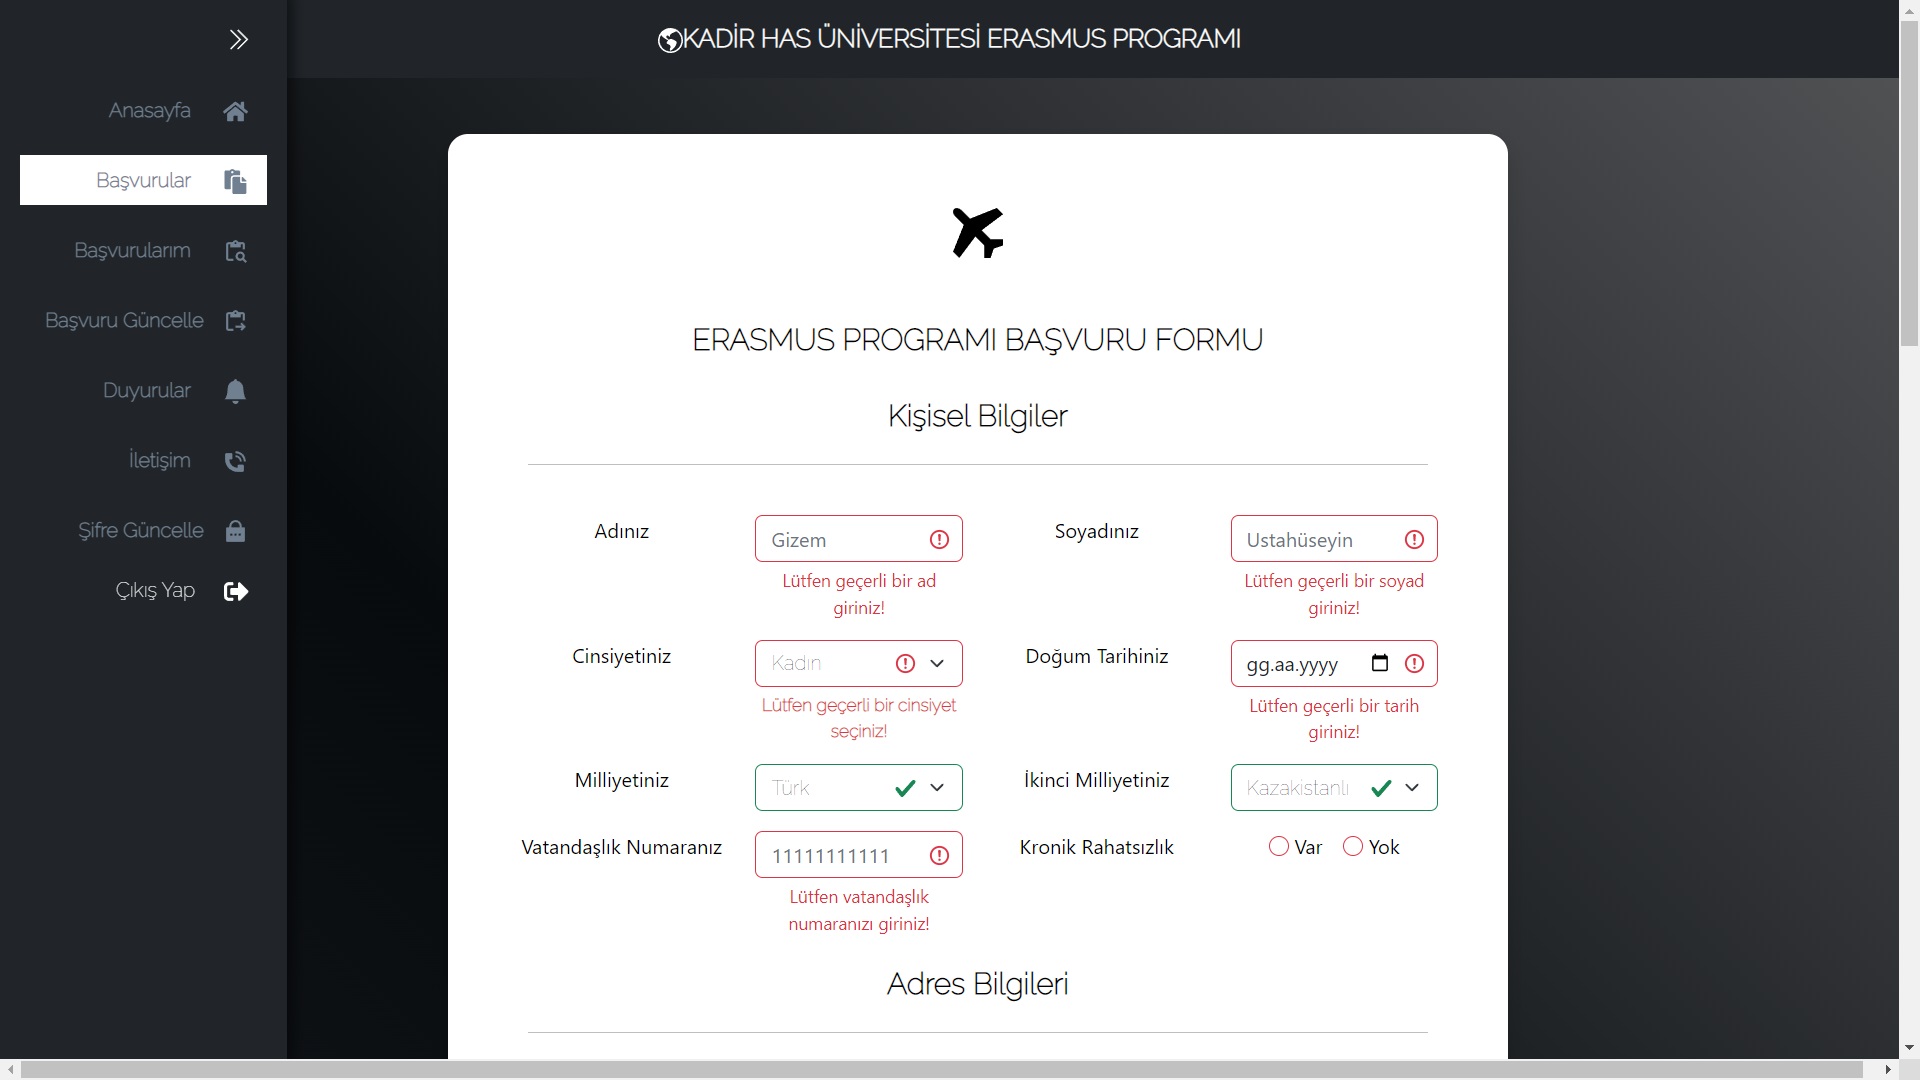 KADİR HAS ÜNİVERSİTESİ ERASMUS PROGRAMI
Anasayfa
Başvurular
Başvurularım
Başvuru Güncelle
Duyurular
İletişim
Şifre Güncelle
Çıkış Yap
ERASMUS PROGRAMI BAŞVURU FORMU
Kişisel Bilgiler
Adınız
Gizem
Lütfen geçerli bir ad
giriniz!
Soyadınız
Ustahüseyin
Lütfen geçerli bir soyad
giriniz!
Cinsiyetiniz
Kadın
Lütfen geçerli bir cinsiyet
seçiniz!
Doğum Tarihiniz
gg.aa.yyyy
Lütfen geçerli bir tarih
giriniz!
Milliyetiniz
Türk
İkinci Milliyetiniz
Kazakistanlı
Vatandaşlık Numaranız
11111111111
Lütfen vatandaşlık
numaranızı giriniz!
Kronik Rahatsızlık
Var Yok
Adres Bilgileri